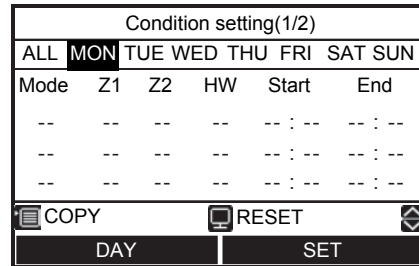 Condition setting(1/2)
ALL MON TUE WED THU FRI SAT SUN
Mode Z1 Z2 HW Start End
-- -- -- -- -- : -- -- : --
-- -- -- -- -- : -- -- : --
-- -- -- -- -- : -- -- : --
COPY RESET
DAY SET